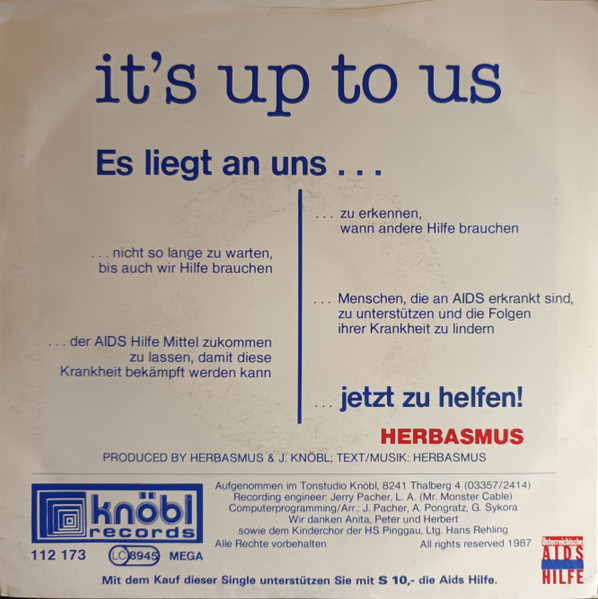 it's up to us
Es liegt an uns . . .
. . . zu erkennen,
wann andere Hilfe brauchen
. . . nicht so lange zu warten,
bis auch wir Hilfe brauchen
. . . Menschen, die an AIDS erkrankt sind,
zu unterstützen und die Folgen
ihrer Krankheit zu lindern
. . . der AIDS Hilfe Mittel zukommen
zu lassen, damit diese
Krankheit bekämpft werden kann
. . . jetzt zu helfen!
HERBASMUS
PRODUCED BY HERBASMUS & J. KNÖBL; TEXT/MUSIK: HERBASMUS
knöbl
records
112 173 LC 8945 MEGA
Aufgenommen im Tonstudio Knöbl, 8241 Thalberg 4 (03357/2414)
Recording engineer: Jerry Pacher, L. A. (Mr. Monster Cable)
Computerprogramming/Arr.: J. Pacher, A. Pongratz, G. Sykora
Wir danken Anita, Peter und Herbert
sowie dem Kinderchor der HS Pinggau, Ltg. Hans Rehling
Alle Rechte vorbehalten All rights reserved 1987
Österreichische
AIDS
HILFE
Mit dem Kauf dieser Single unterstützen Sie mit S 10,- die Aids Hilfe.